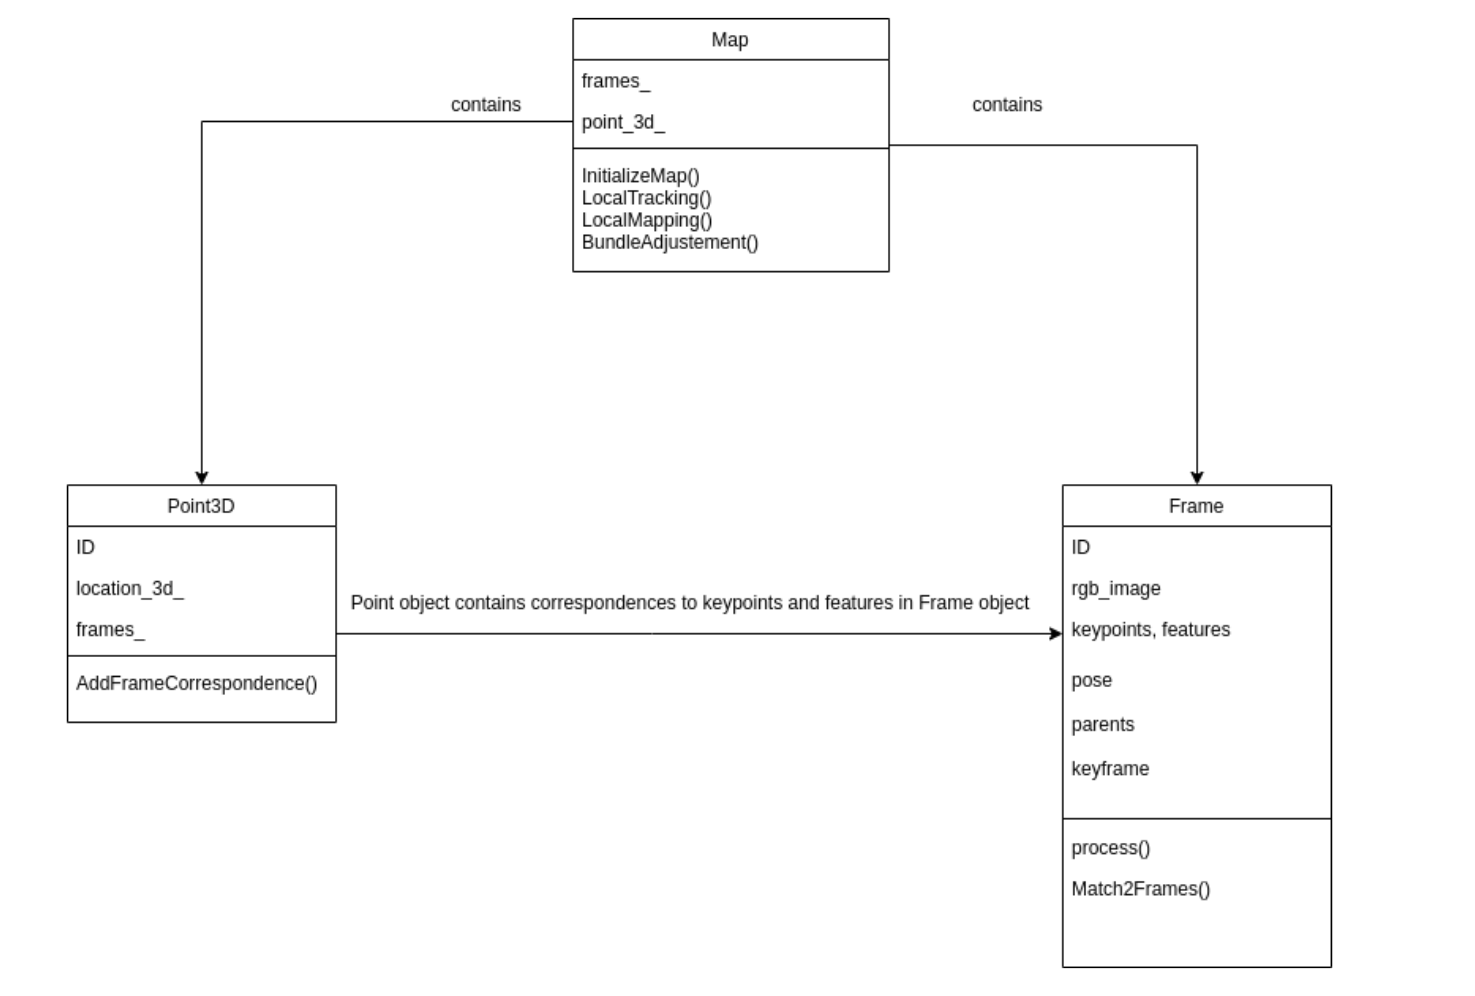 Map
frames_
point_3d_
InitializeMap()
LocalTracking()
LocalMapping()
BundleAdjustement()
contains
contains
Point3D
ID
location_3d_
frames_
AddFrameCorrespondence()
Point object contains correspondences to keypoints and features in Frame object
Frame
ID
rgb_image
keypoints, features
pose
parents
keyframe
process()
Match2Frames()